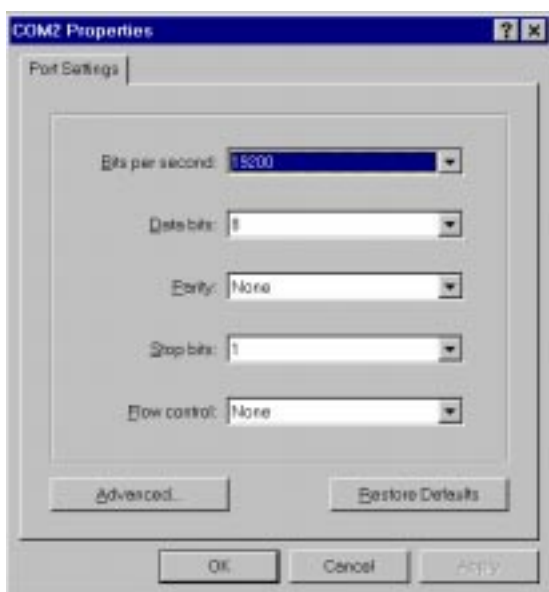 COM2 Properties
Port Settings
Bits per second: 19200
Data bits: 8
Parity: None
Stop bits: 1
Flow control: None
Advanced...
Restore Defaults
OK
Cancel
Apply